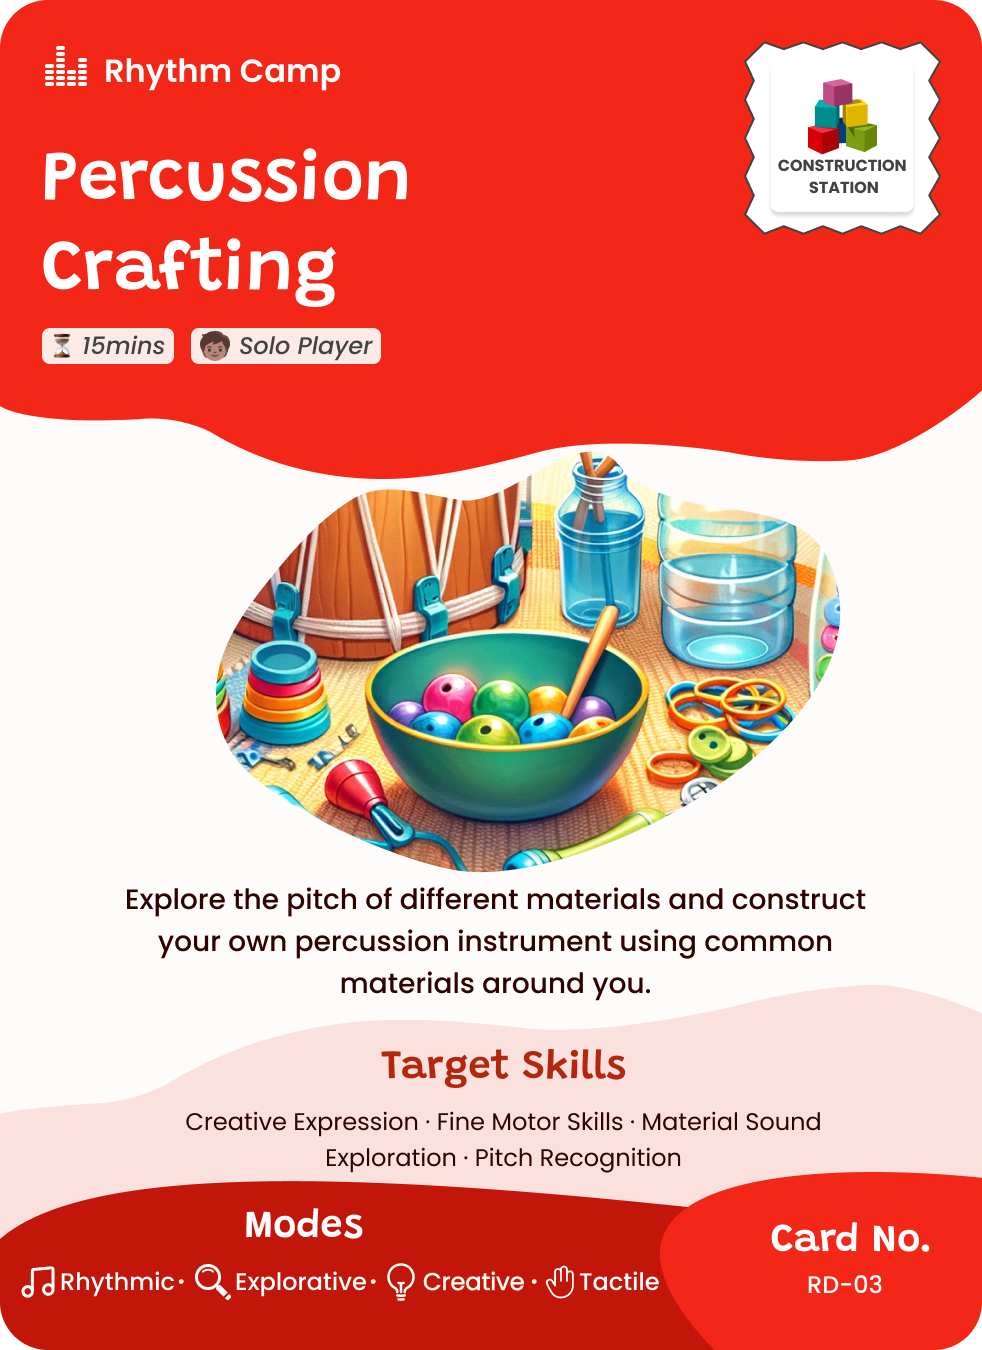 Rhythm Camp
CONSTRUCTION
STATION
Percussion
Crafting
15mins
Solo Player
Explore the pitch of different materials and construct
your own percussion instrument using common
materials around you.
Target Skills
Creative Expression · Fine Motor Skills · Material Sound
Exploration · Pitch Recognition
Modes
Rhythmic · Explorative · Creative · Tactile
Card No.
RD-03